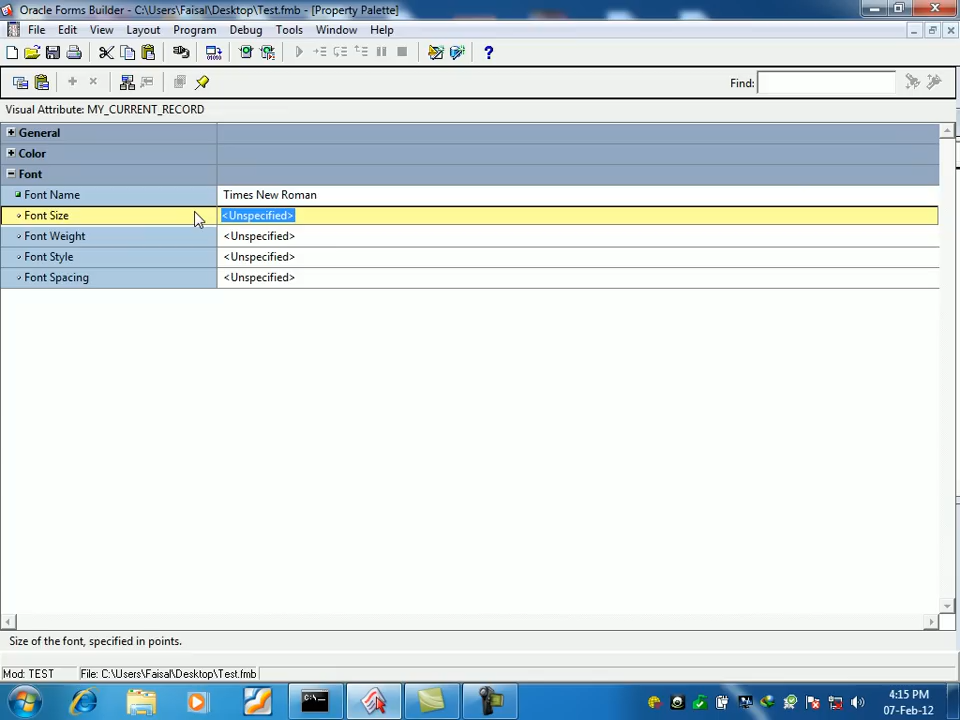 Oracle Forms Builder - C:\Users\Faisal\Desktop\Test.fmb - [Property Palette]
File Edit View Layout Program Debug Tools Window Help
Find:
Visual Attribute: MY_CURRENT_RECORD
General
Color
Font
Font Name Times New Roman
Font Size <Unspecified>
Font Weight <Unspecified>
Font Style <Unspecified>
Font Spacing <Unspecified>
Size of the font, specified in points.
Mod: TEST File: C:\Users\Faisal\Desktop\Test.fmb
4:15 PM
07-Feb-12